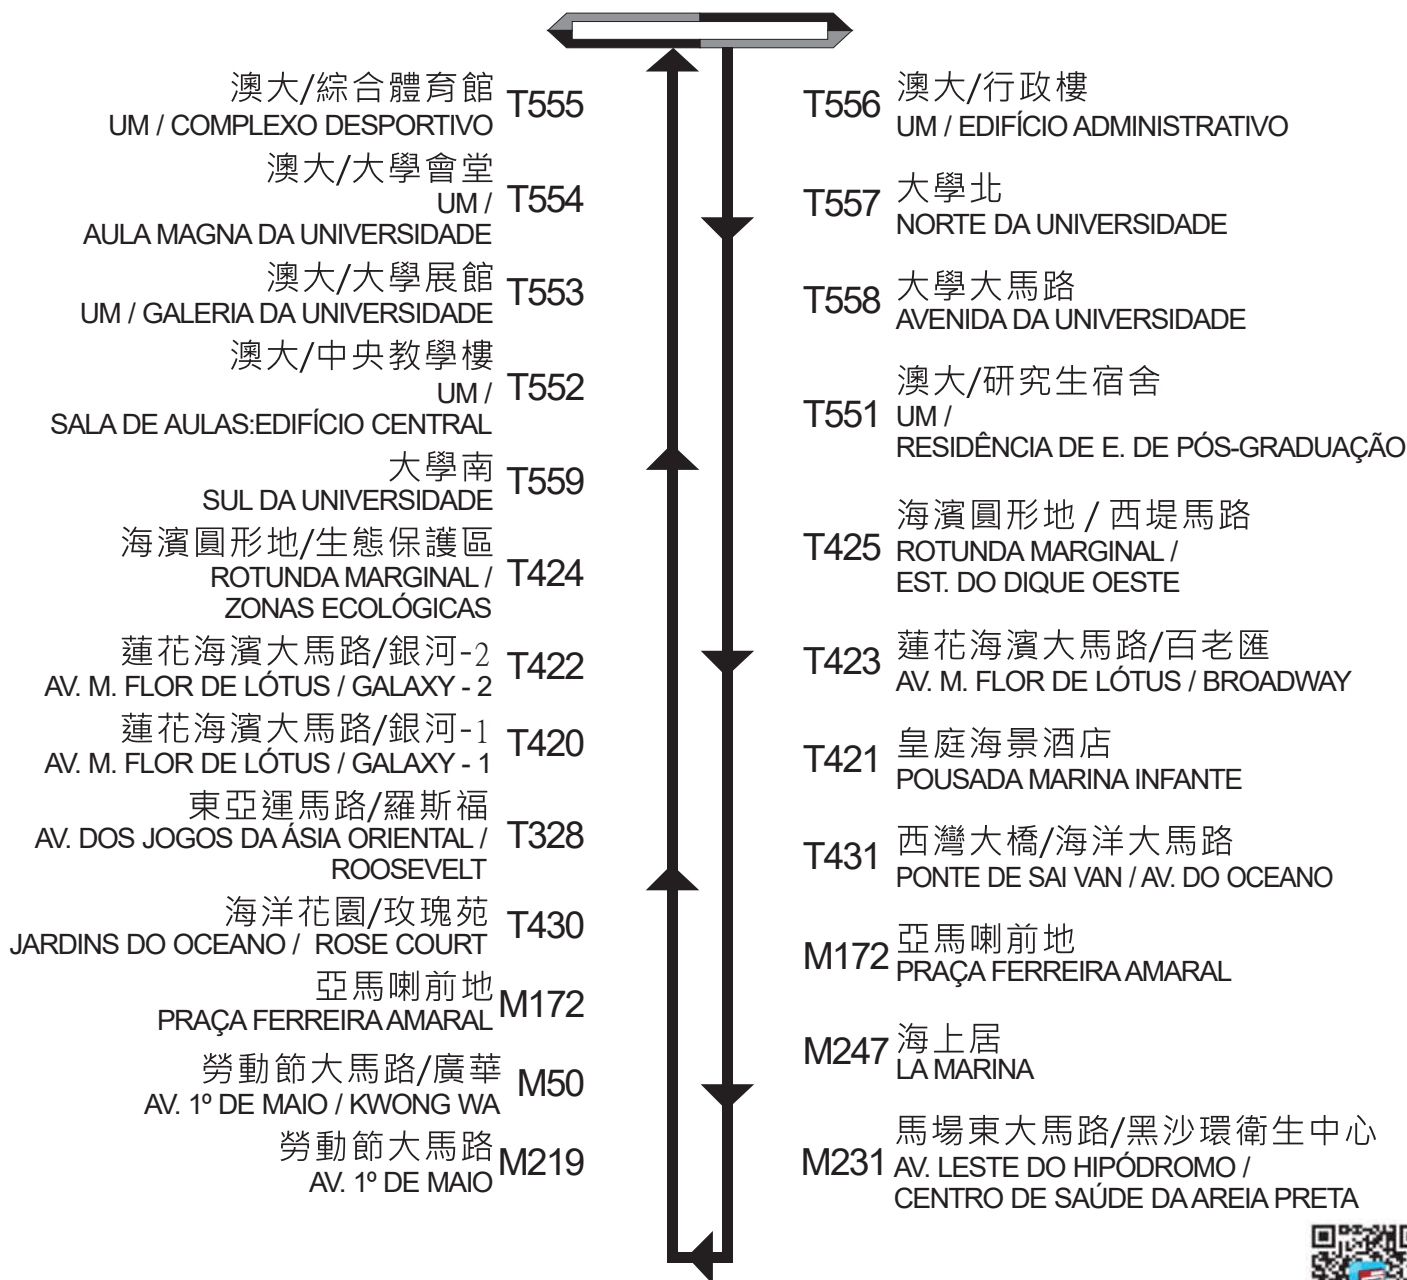 澳大/綜合體育館
UM / COMPLEXO DESPORTIVO
T555
澳大/大學會堂
UM /
AULA MAGNA DA UNIVERSIDADE
T554
澳大/大學展館
UM / GALERIA DA UNIVERSIDADE
T553
澳大/中央教學樓
UM /
SALA DE AULAS:EDIFÍCIO CENTRAL
T552
大學南
SUL DA UNIVERSIDADE
T559
海濱圓形地/生態保護區
ROTUNDA MARGINAL /
ZONAS ECOLÓGICAS
T424
蓮花海濱大馬路/銀河-2
AV. M. FLOR DE LÓTUS / GALAXY - 2
T422
蓮花海濱大馬路/銀河-1
AV. M. FLOR DE LÓTUS / GALAXY - 1
T420
東亞運馬路/羅斯福
AV. DOS JOGOS DA ÁSIA ORIENTAL /
ROOSEVELT
T328
海洋花園/玫瑰苑
JARDINS DO OCEANO / ROSE COURT
T430
亞馬喇前地
PRAÇA FERREIRA AMARAL
M172
勞動節大馬路/廣華
AV. 1º DE MAIO / KWONG WA
M50
勞動節大馬路
AV. 1º DE MAIO
M219
T556
澳大/行政樓
UM / EDIFÍCIO ADMINISTRATIVO
T557
大學北
NORTE DA UNIVERSIDADE
T558
大學大馬路
AVENIDA DA UNIVERSIDADE
T551
澳大/研究生宿舍
UM /
RESIDÊNCIA DE E. DE PÓS-GRADUAÇÃO
T425
海濱圓形地 / 西堤馬路
ROTUNDA MARGINAL /
EST. DO DIQUE OESTE
T423
蓮花海濱大馬路/百老匯
AV. M. FLOR DE LÓTUS / BROADWAY
T421
皇庭海景酒店
POUSADA MARINA INFANTE
T431
西灣大橋/海洋大馬路
PONTE DE SAI VAN / AV. DO OCEANO
M172
亞馬喇前地
PRAÇA FERREIRA AMARAL
M247
海上居
LA MARINA
M231
馬場東大馬路/黑沙環衛生中心
AV. LESTE DO HIPÓDROMO /
CENTRO DE SAÚDE DA AREIA PRETA